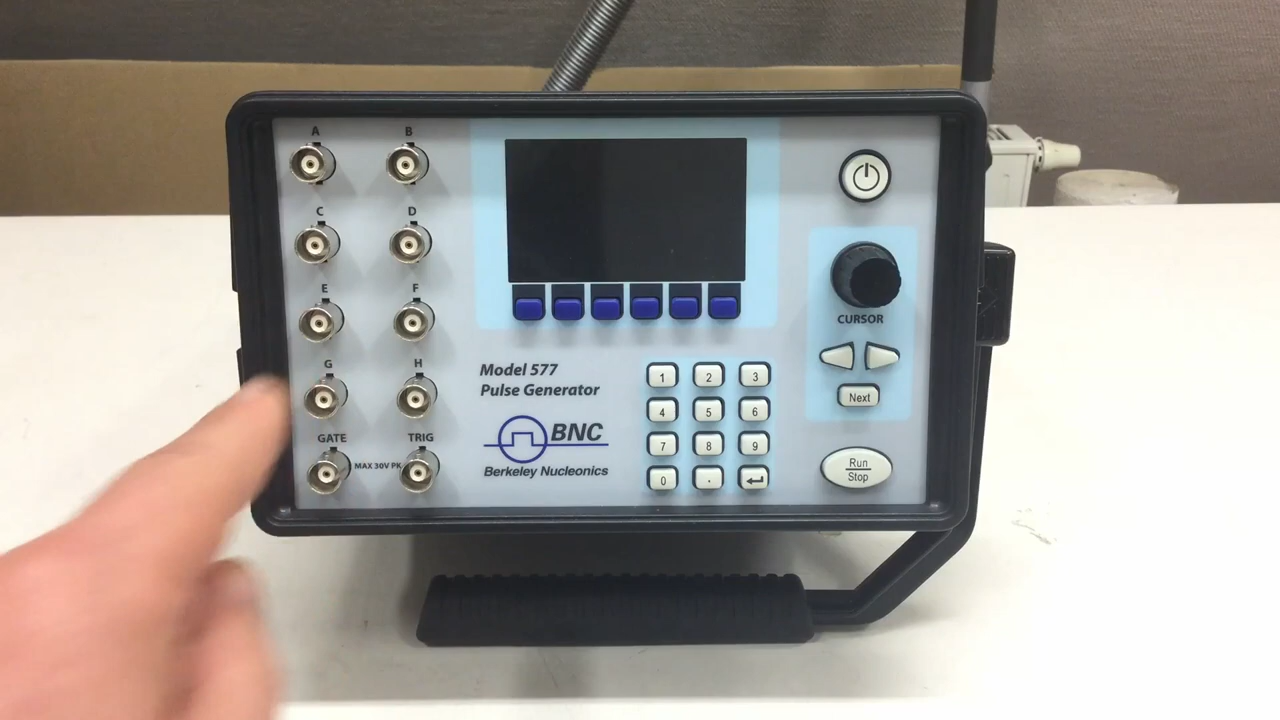 A B
C D
E F
G H
GATE TRIG
MAX 30V PK
Model 577
Pulse Generator
BNC
Berkeley Nucleonics
1 2 3
4 5 6
7 8 9
0 .
CURSOR
Next
Run
Stop